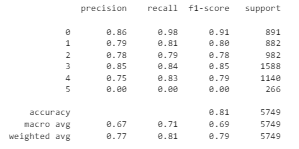 precision recall f1-score support
0 0.86 0.98 0.91 891
1 0.79 0.81 0.80 882
2 0.78 0.79 0.78 982
3 0.85 0.84 0.85 1588
4 0.75 0.83 0.79 1140
5 0.00 0.00 0.00 266
accuracy 0.81 5749
macro avg 0.67 0.71 0.69 5749
weighted avg 0.77 0.81 0.79 5749